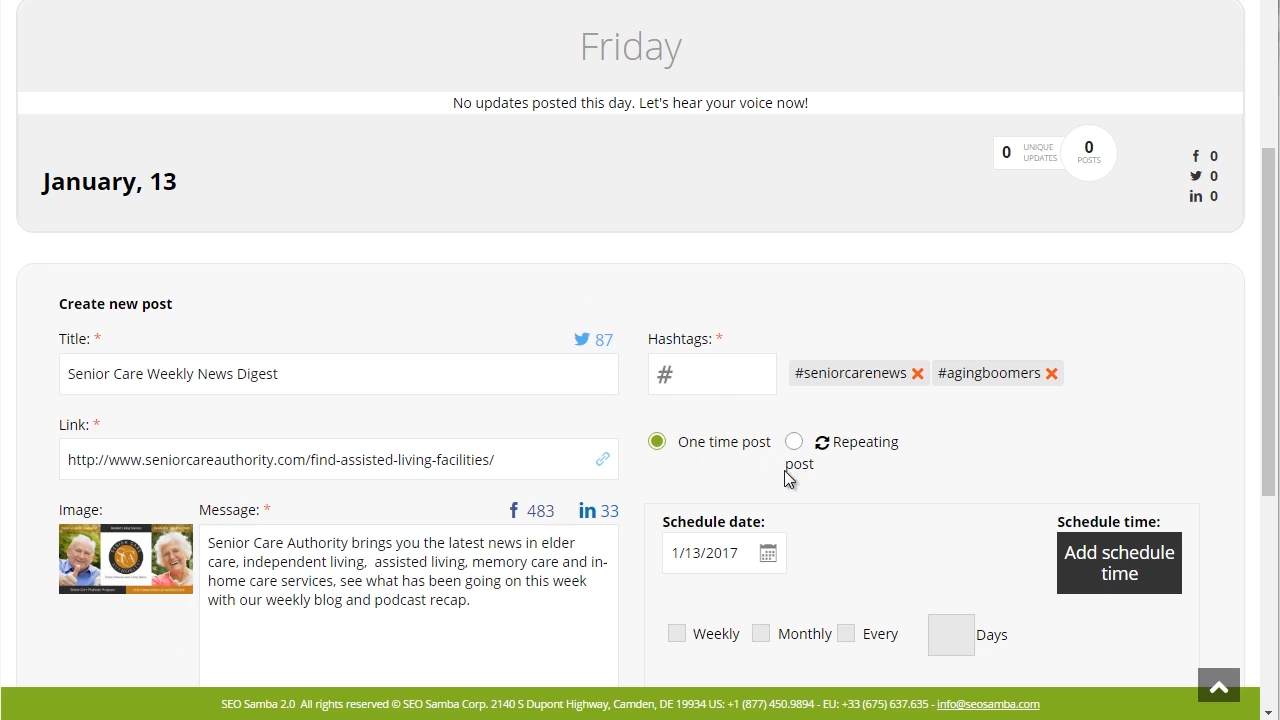 Friday
No updates posted this day. Let's hear your voice now!
January, 13
0 UNIQUE UPDATES
0 POSTS
f 0
0
in 0
Create new post
Title: * 87
Hashtags: *
Senior Care Weekly News Digest
# #seniorcarenews #agingboomers
Link: *
http://www.seniorcareauthority.com/find-assisted-living-facilities/
One time post Repeating
post
Image: Message: * f 483 in 33
Senior Care Authority brings you the latest news in elder
care, independent living,  assisted living, memory care and in-
home care services, see what has been going on this week
with our weekly blog and podcast recap.
Schedule date:
1/13/2017
Schedule time:
Add schedule
time
Weekly Monthly Every Days
SEO Samba 2.0  All rights reserved © SEO Samba Corp. 2140 S Dupont Highway, Camden, DE 19934 US: +1 (877) 450.9894 - EU: +33 (675) 637.635 - info@seosamba.com